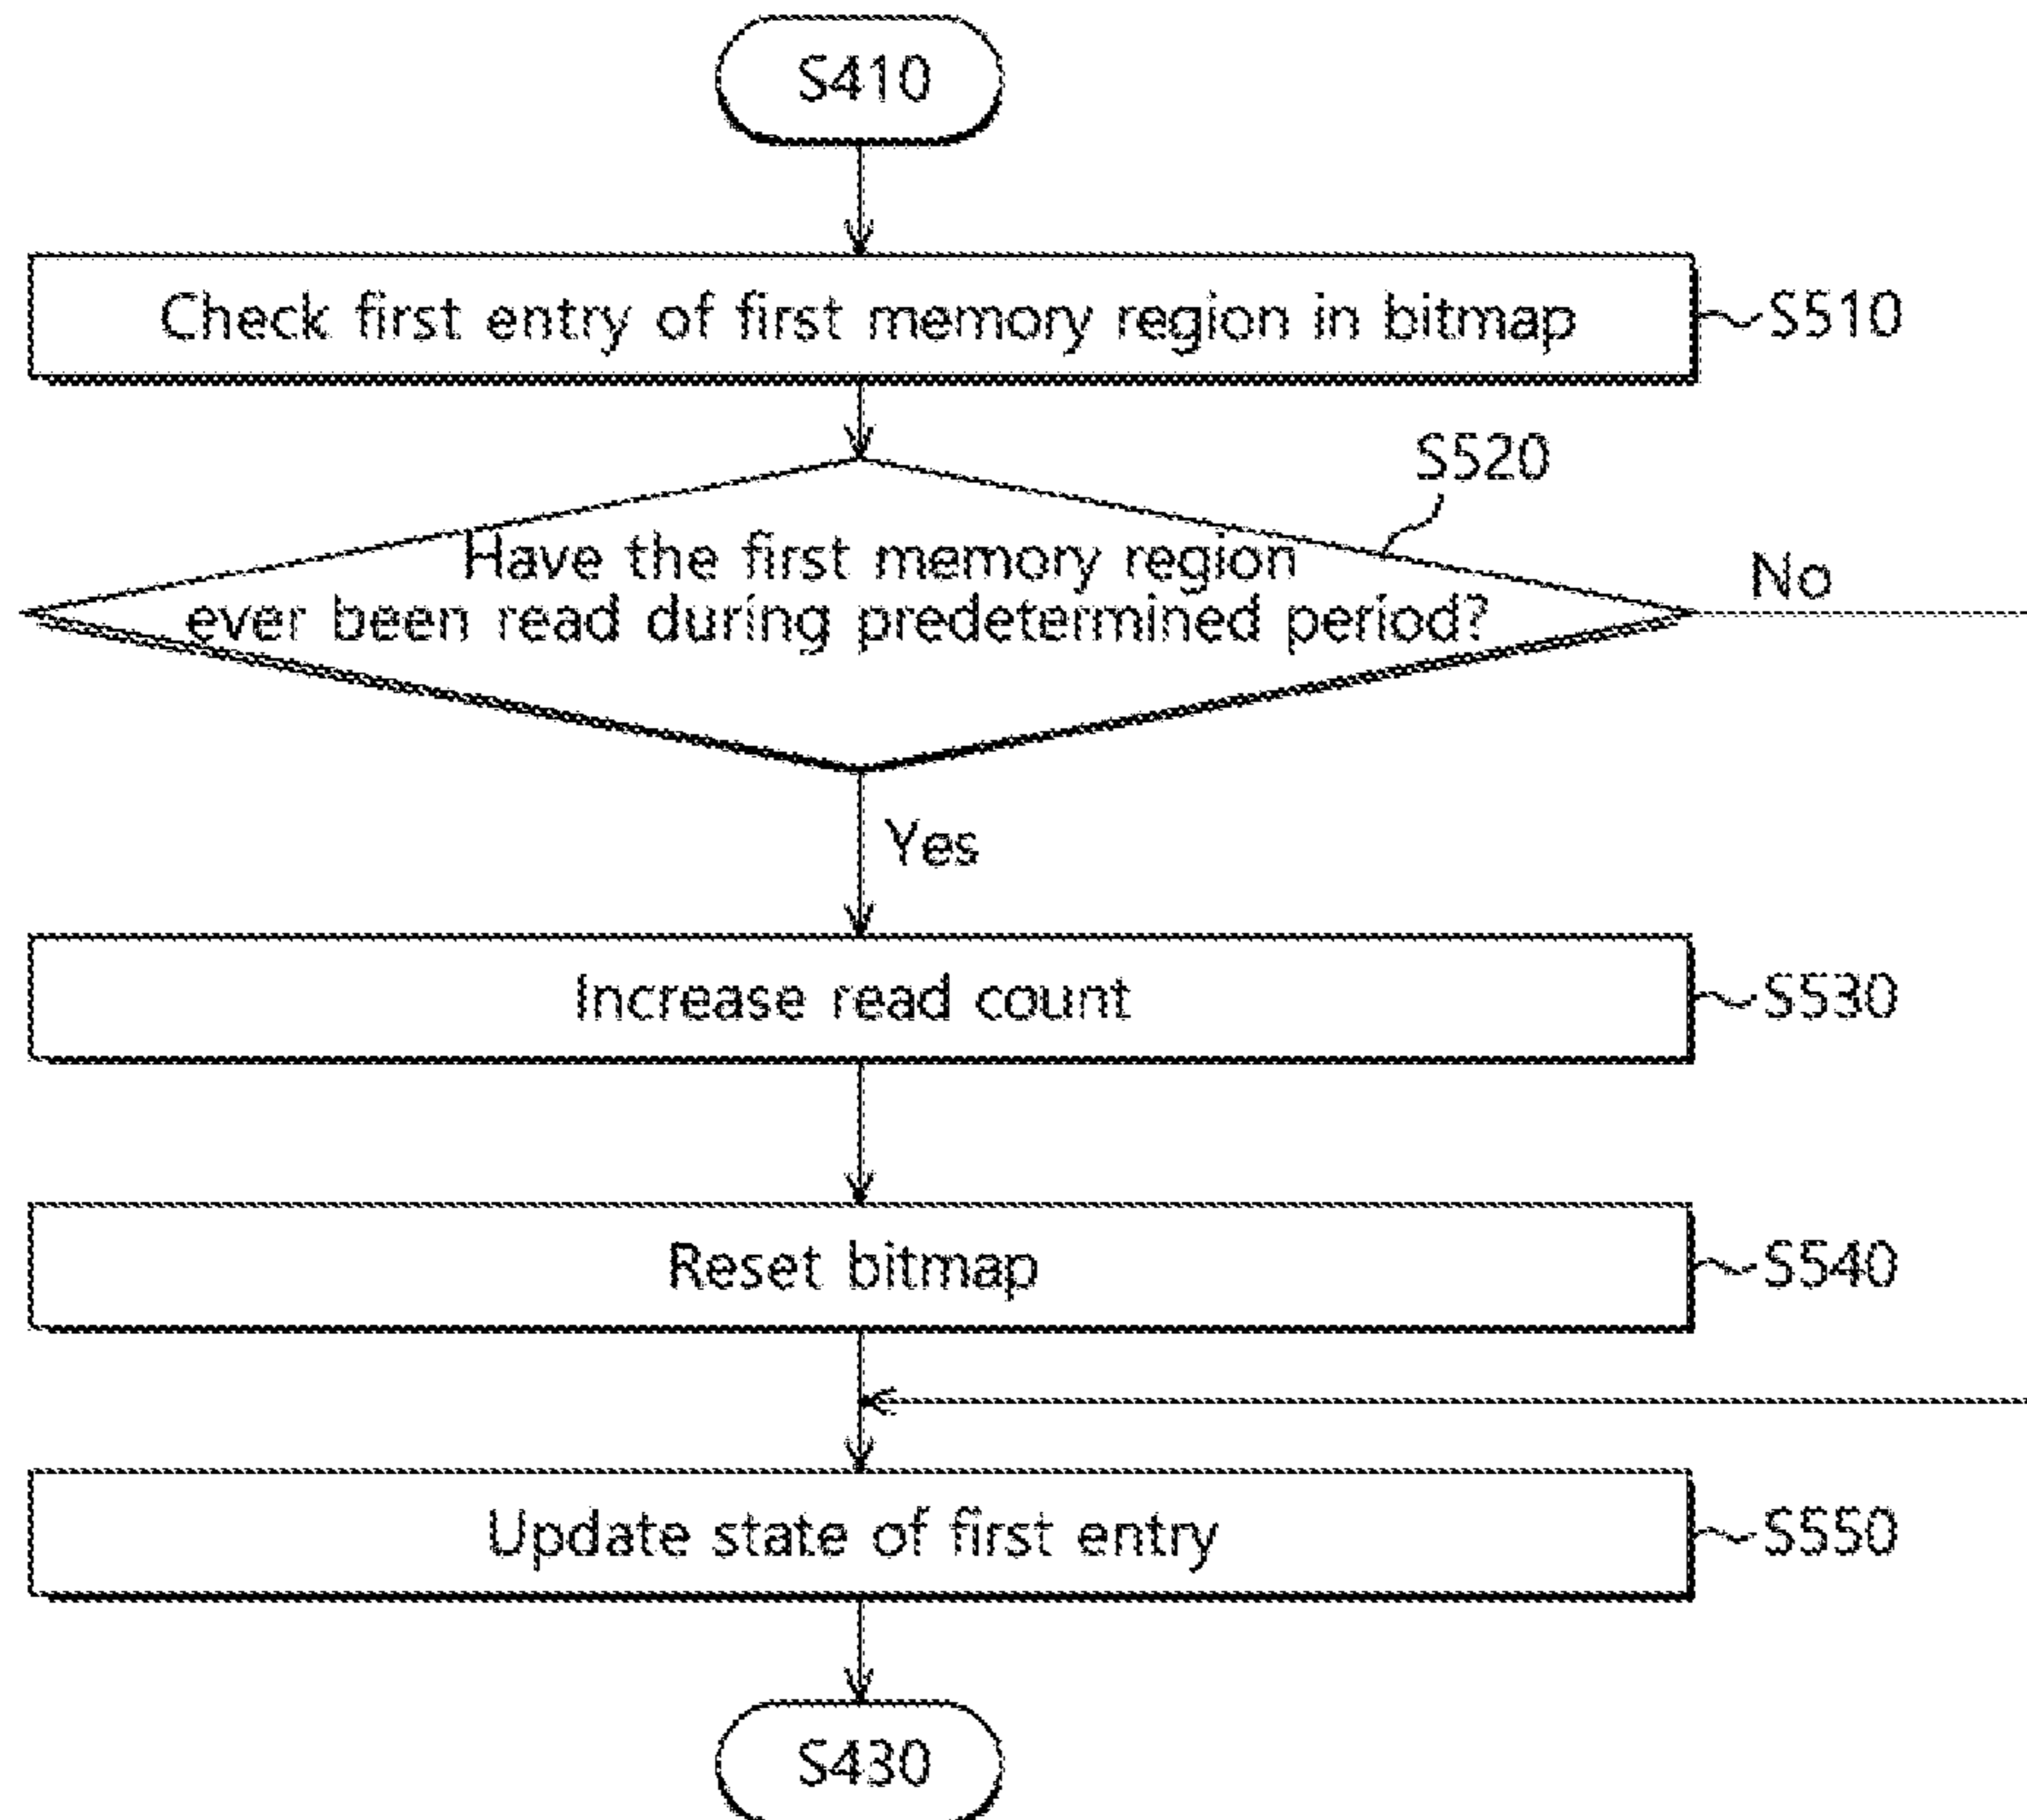 S410
Check first entry of first memory region in bitmap
S510
S520
Have the first memory region
ever been read during predetermined period?
No
Yes
Increase read count
S530
Reset bitmap
S540
Update state of first entry
S550
S430